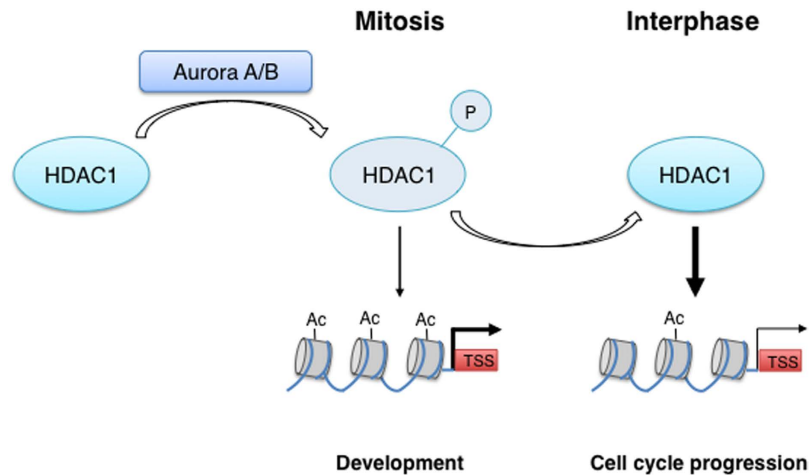 Mitosis
Interphase
Aurora A/B
P
HDAC1
HDAC1
HDAC1
Ac Ac Ac
Ac
TSS
TSS
Development
Cell cycle progression